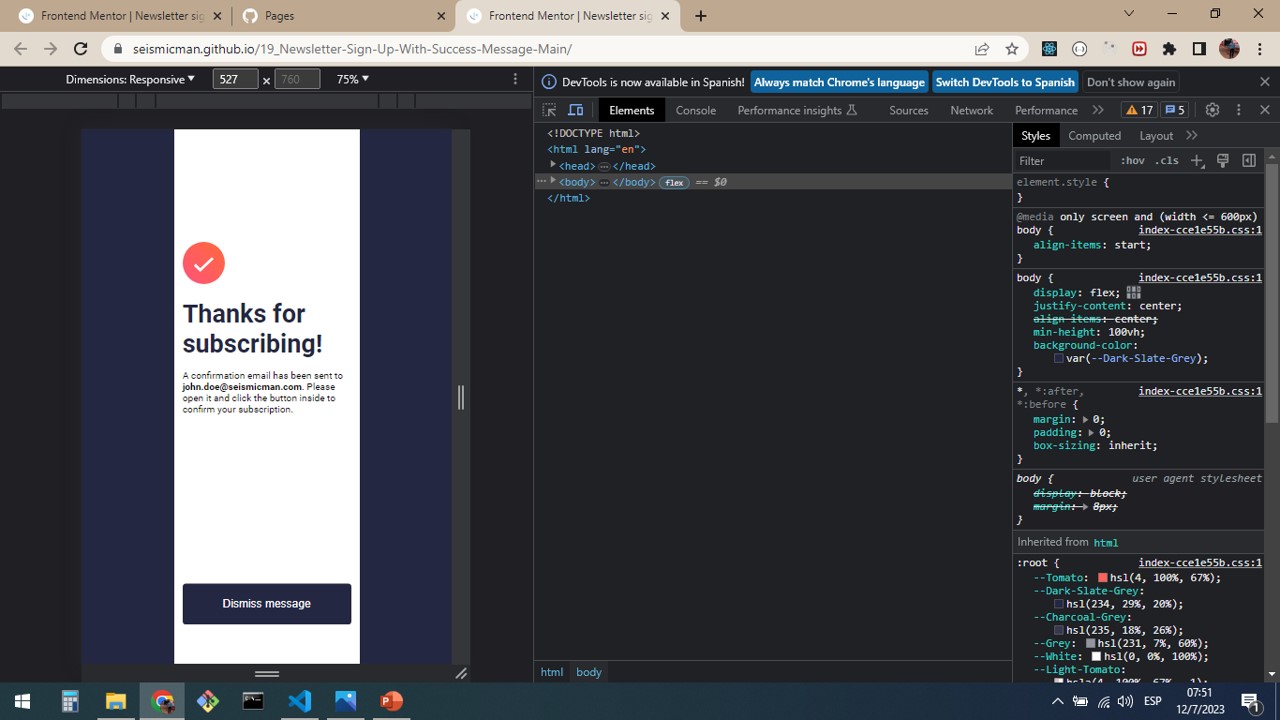 Frontend Mentor | Newsletter sig
Pages
Frontend Mentor | Newsletter sig
seismicman.github.io/19_Newsletter-Sign-Up-With-Success-Message-Main/
Dimensions: Responsive 527 × 760 75%
DevTools is now available in Spanish! Always match Chrome's language Switch DevTools to Spanish Don't show again
Elements Console Performance insights Sources Network Performance 17 5
Thanks for
subscribing!
A confirmation email has been sent to
john.doe@seismicman.com. Please
open it and click the button inside to
confirm your subscription.
Dismiss message
<!DOCTYPE html>
<html lang="en">
<head> ⋯ </head>
<body> ⋯ </body> flex == $0
</html>
html body
Styles Computed Layout
Filter :hov .cls
element.style {
}
@media only screen and (width <= 600px)
body { index-cce1e55b.css:1
align-items: start;
}
body { index-cce1e55b.css:1
display: flex;
justify-content: center;
align-items: center;
min-height: 100vh;
background-color:
var(--Dark-Slate-Grey);
}
*, *:after, index-cce1e55b.css:1
*:before {
margin: 0;
padding: 0;
box-sizing: inherit;
}
body { user agent stylesheet
display: block;
margin: 8px;
}
Inherited from html
:root { index-cce1e55b.css:1
--Tomato: hsl(4, 100%, 67%);
--Dark-Slate-Grey:
hsl(234, 29%, 20%);
--Charcoal-Grey:
hsl(235, 18%, 26%);
--Grey: hsl(231, 7%, 60%);
--White: hsl(0, 0%, 100%);
--Light-Tomato:
ESP
07:51
12/7/2023
1